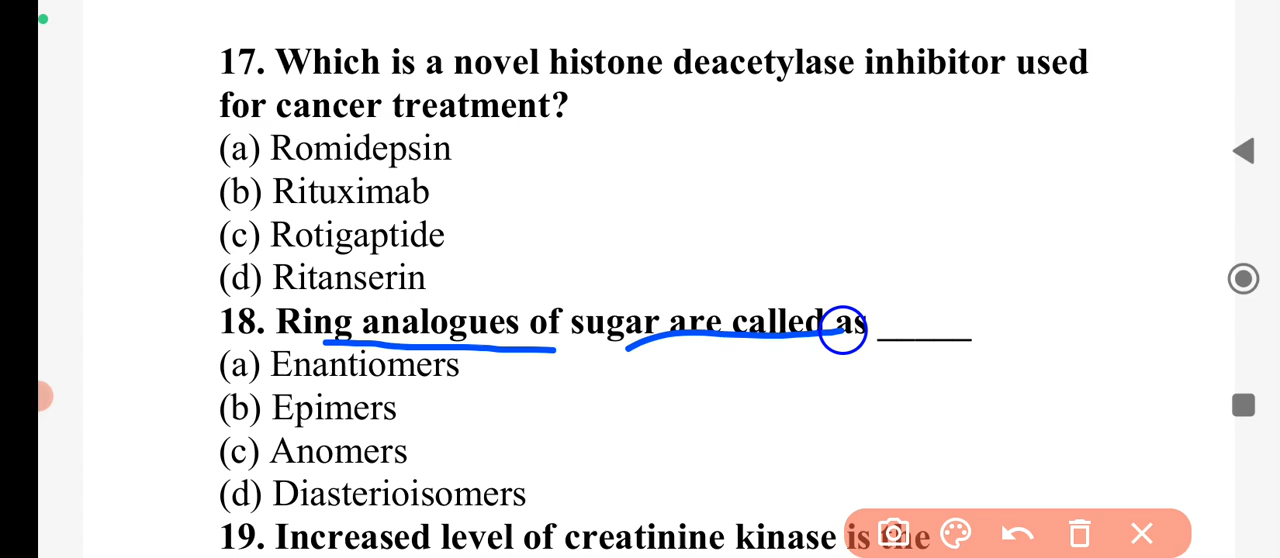 17. Which is a novel histone deacetylase inhibitor used
for cancer treatment?
(a) Romidepsin
(b) Rituximab
(c) Rotigaptide
(d) Ritanserin
18. Ring analogues of sugar are called as ______
(a) Enantiomers
(b) Epimers
(c) Anomers
(d) Diasterioisomers
19. Increased level of creatinine kinase is the